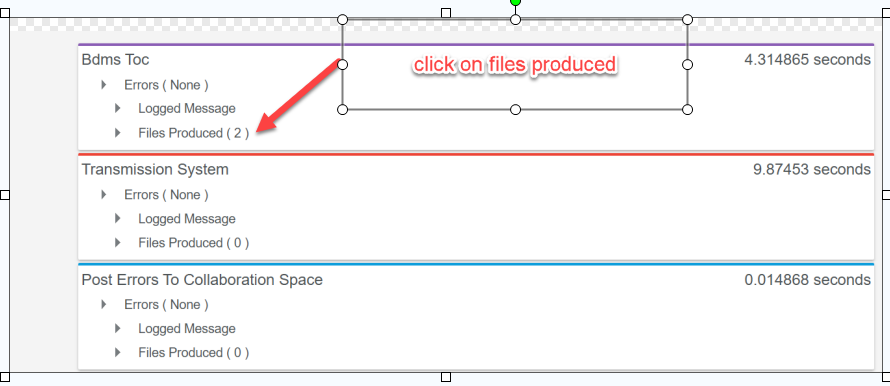 click on files produced
Bdms Toc 4.314865 seconds
Errors ( None )
Logged Message
Files Produced ( 2 )
Transmission System 9.87453 seconds
Errors ( None )
Logged Message
Files Produced ( 0 )
Post Errors To Collaboration Space 0.014868 seconds
Errors ( None )
Logged Message
Files Produced ( 0 )